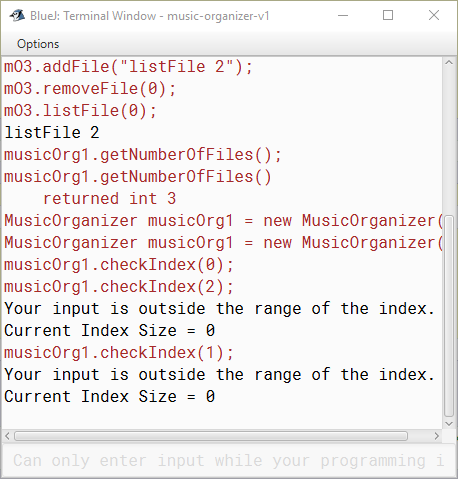 BlueJ: Terminal Window - music-organizer-v1
Options
mO3.addFile("listFile 2");
mO3.removeFile(0);
mO3.listFile(0);
listFile 2
musicOrg1.getNumberOfFiles();
musicOrg1.getNumberOfFiles()
    returned int 3
MusicOrganizer musicOrg1 = new MusicOrganizer(
MusicOrganizer musicOrg1 = new MusicOrganizer(
musicOrg1.checkIndex(0);
musicOrg1.checkIndex(2);
Your input is outside the range of the index.
Current Index Size = 0
musicOrg1.checkIndex(1);
Your input is outside the range of the index.
Current Index Size = 0
Can only enter input while your programming i